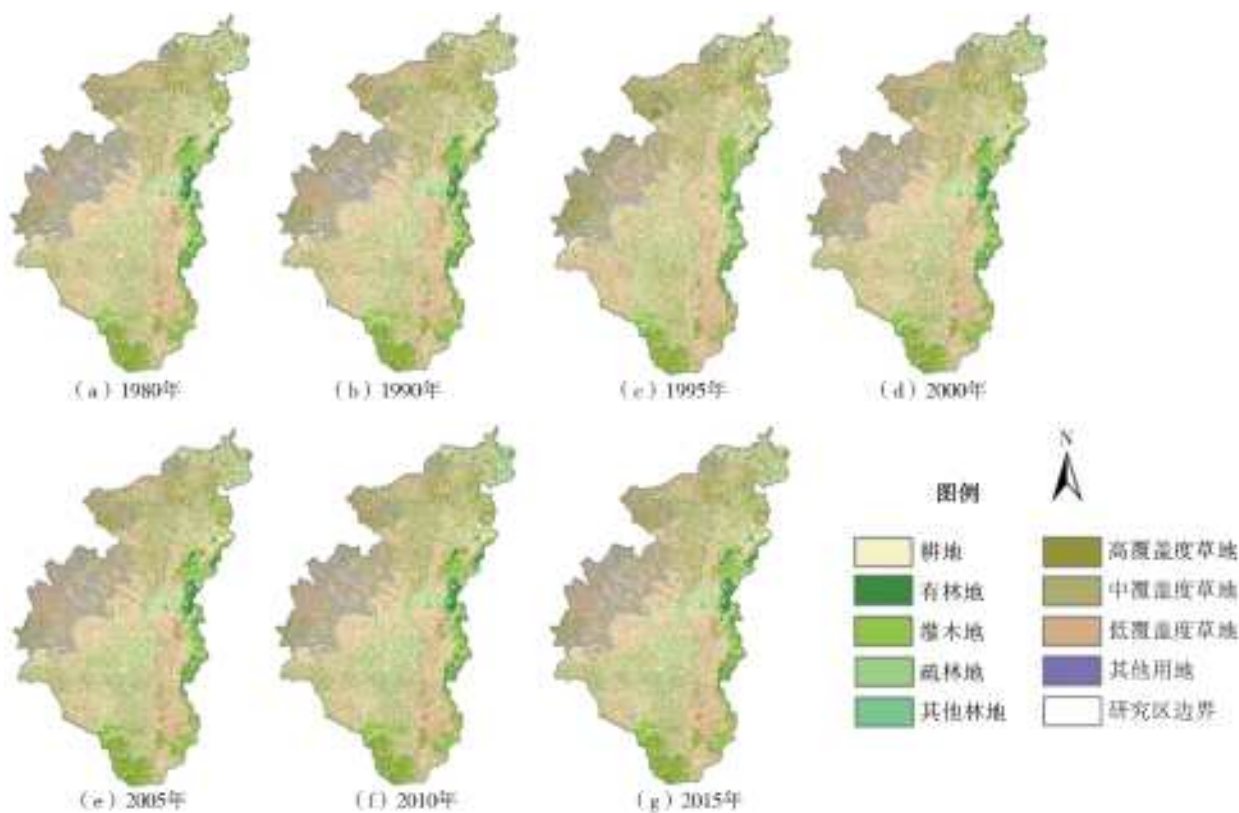 （a）1980年
（b）1990年
（c）1995年
（d）2000年
（e）2005年
（f）2010年
（g）2015年
N
图例
耕地
有林地
灌木地
疏林地
其他林地
高覆盖度草地
中覆盖度草地
低覆盖度草地
其他用地
研究区边界